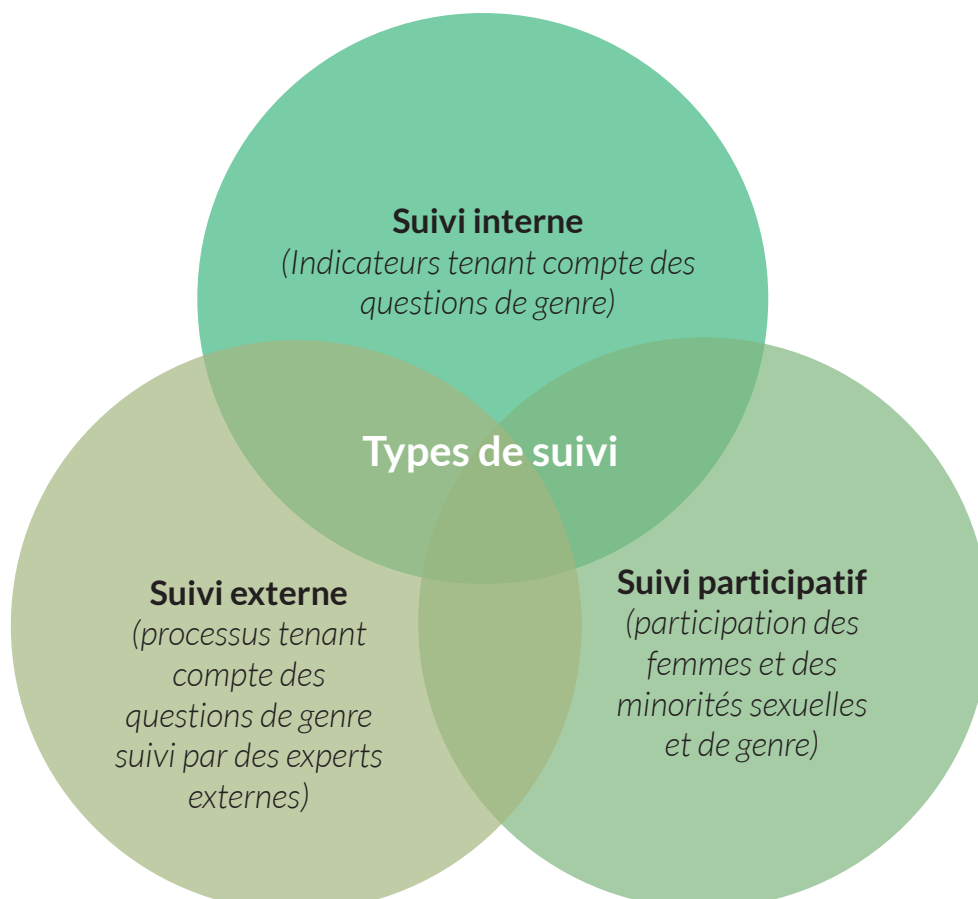 Suivi interne
(Indicateurs tenant compte des
questions de genre)
Types de suivi
Suivi externe
(processus tenant
compte des
questions de genre
suivi par des experts
externes)
Suivi participatif
(participation des
femmes et des
minorités sexuelles
et de genre)